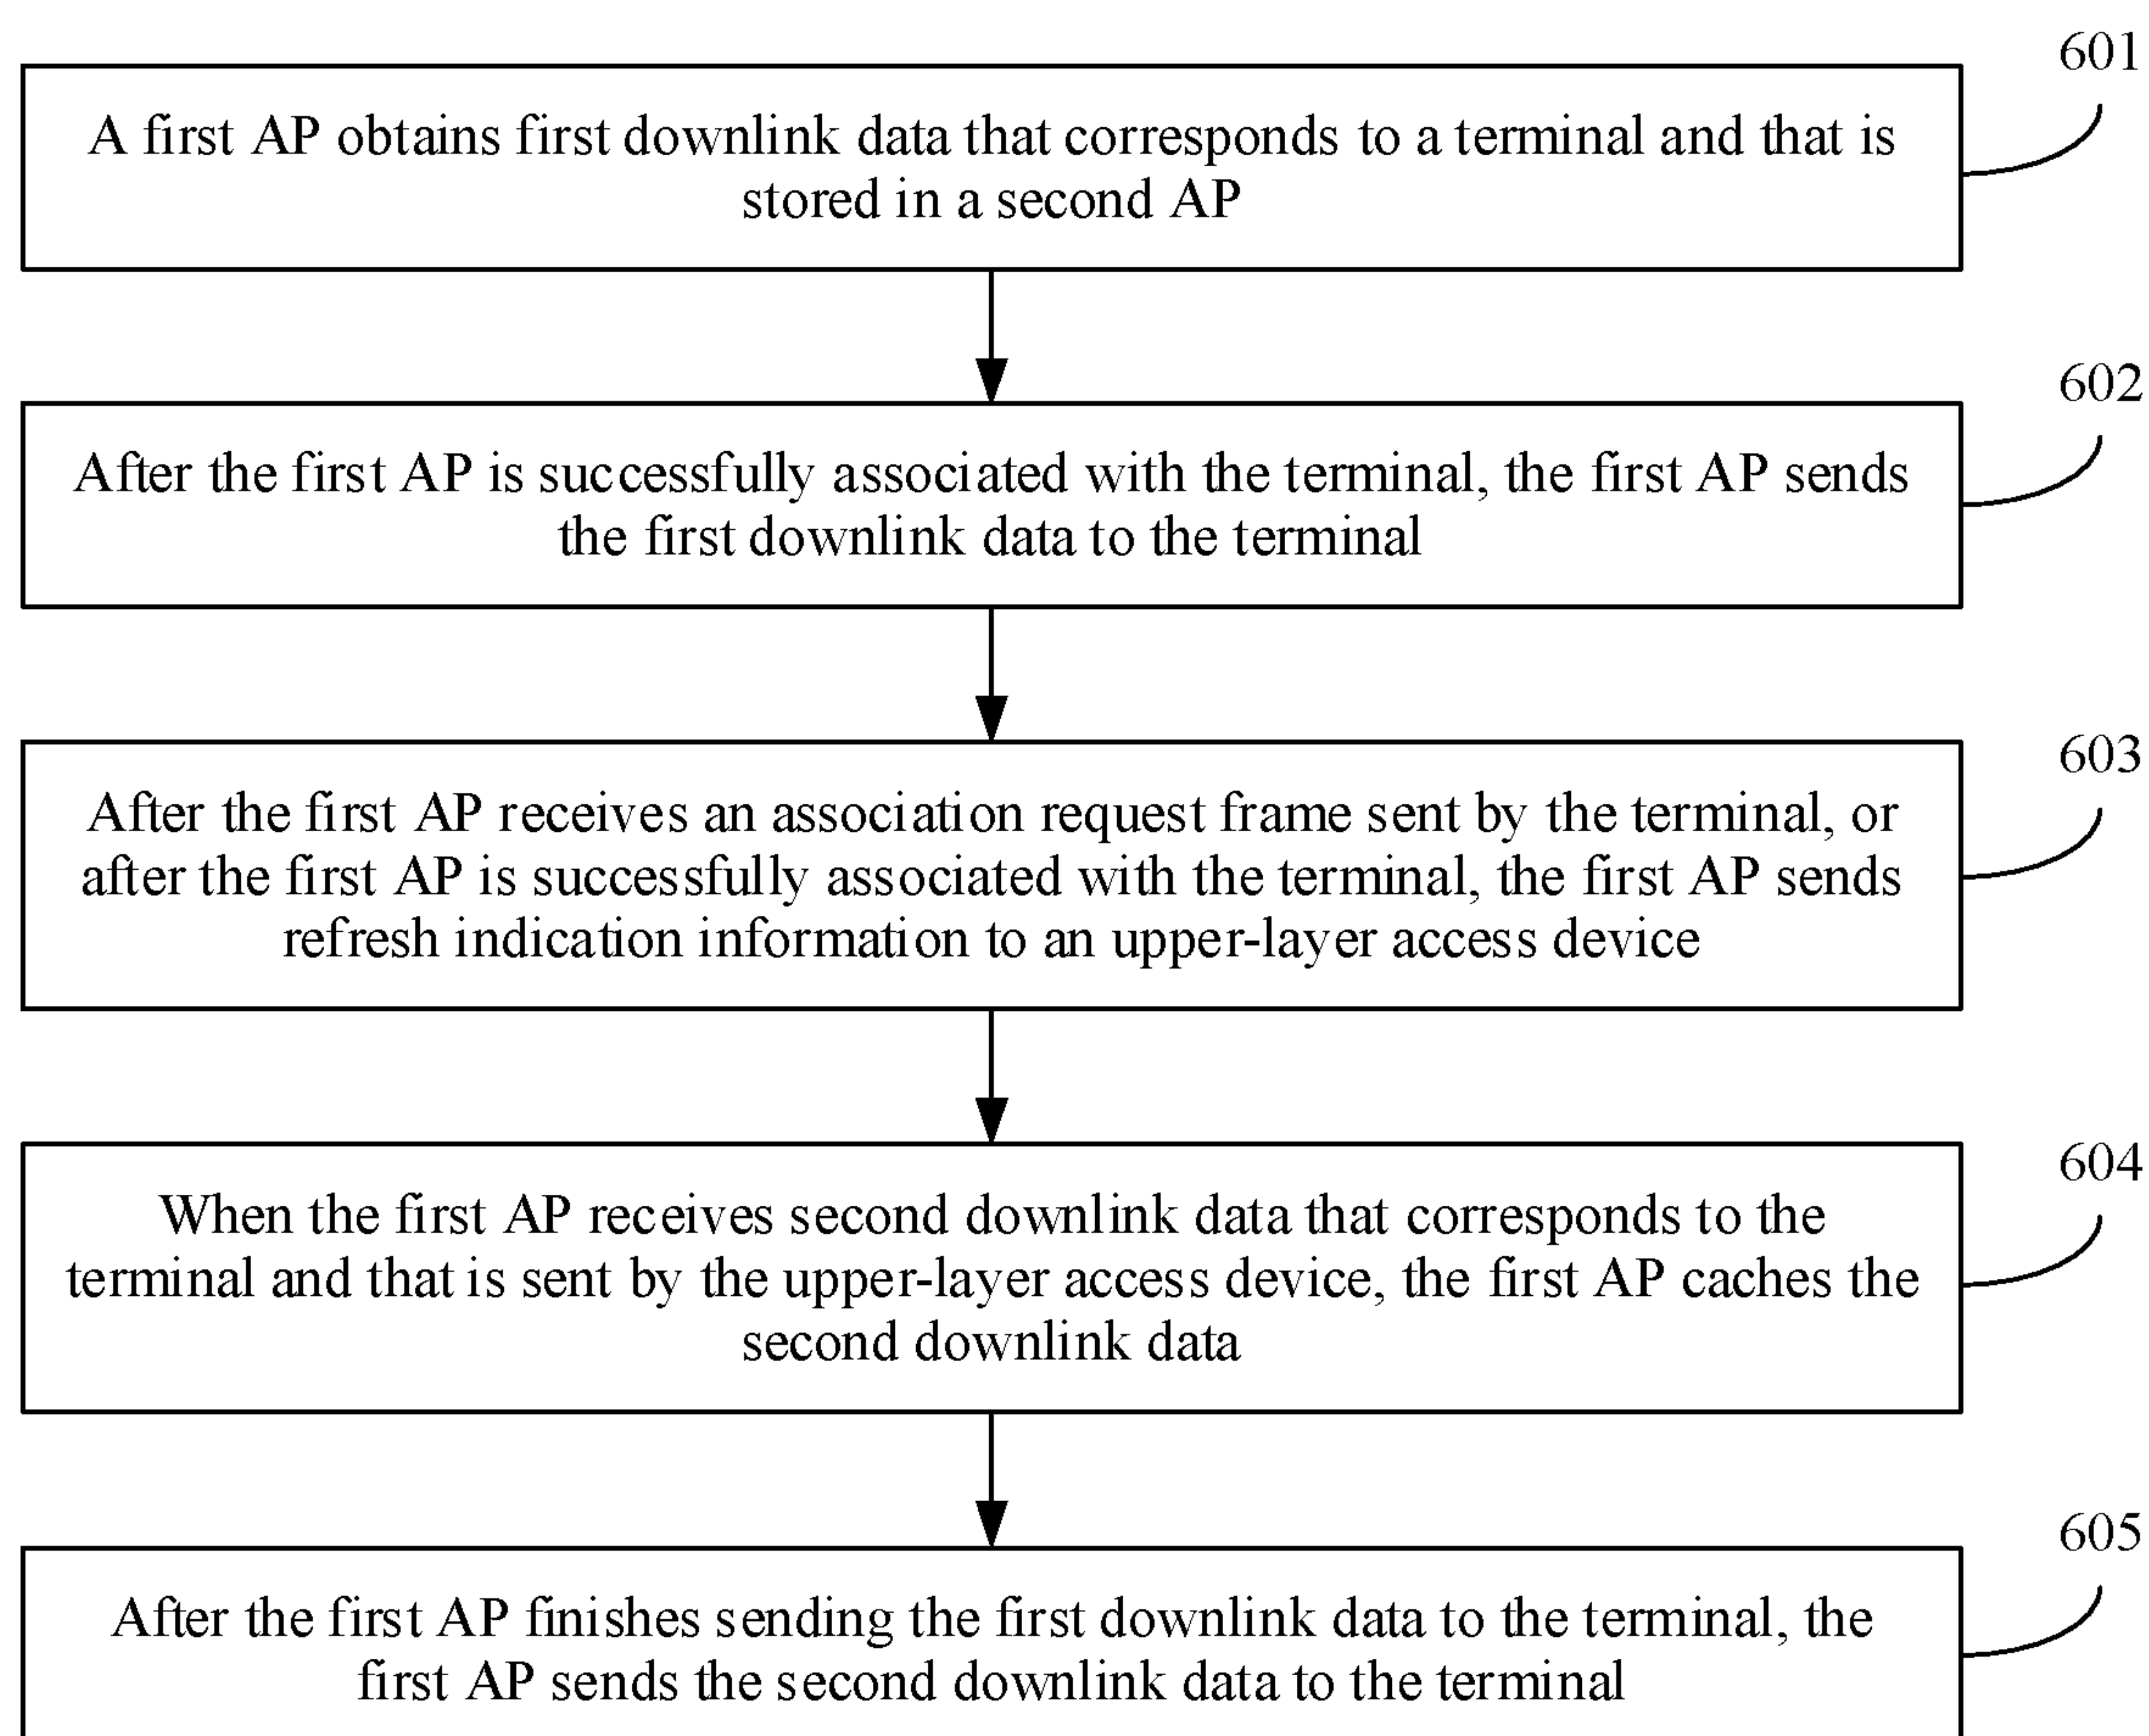 601
A first AP obtains first downlink data that corresponds to a terminal and that is
stored in a second AP
602
After the first AP is successfully associated with the terminal, the first AP sends
the first downlink data to the terminal
603
After the first AP receives an association request frame sent by the terminal, or
after the first AP is successfully associated with the terminal, the first AP sends
refresh indication information to an upper-layer access device
604
When the first AP receives second downlink data that corresponds to the
terminal and that is sent by the upper-layer access device, the first AP caches the
second downlink data
605
After the first AP finishes sending the first downlink data to the terminal, the
first AP sends the second downlink data to the terminal